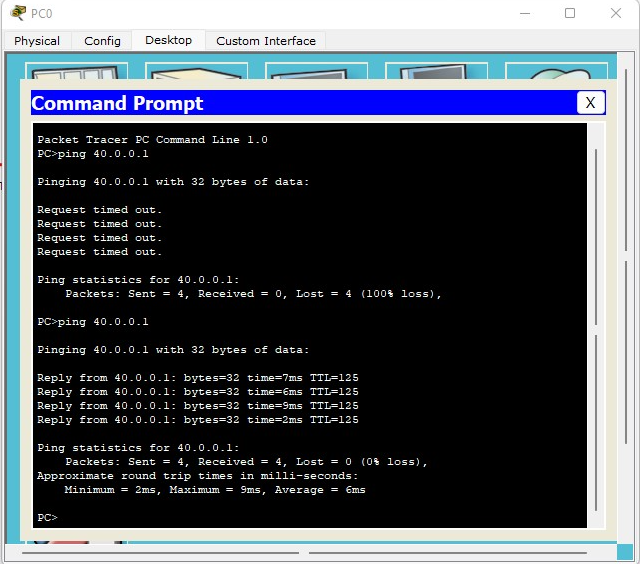 PC0
Physical Config Desktop Custom Interface
Command Prompt X
Packet Tracer PC Command Line 1.0
PC>ping 40.0.0.1
Pinging 40.0.0.1 with 32 bytes of data:
Request timed out.
Request timed out.
Request timed out.
Request timed out.
Ping statistics for 40.0.0.1:
Packets: Sent = 4, Received = 0, Lost = 4 (100% loss),
PC>ping 40.0.0.1
Pinging 40.0.0.1 with 32 bytes of data:
Reply from 40.0.0.1: bytes=32 time=7ms TTL=125
Reply from 40.0.0.1: bytes=32 time=6ms TTL=125
Reply from 40.0.0.1: bytes=32 time=9ms TTL=125
Reply from 40.0.0.1: bytes=32 time=2ms TTL=125
Ping statistics for 40.0.0.1:
Packets: Sent = 4, Received = 4, Lost = 0 (0% loss),
Approximate round trip times in milli-seconds:
Minimum = 2ms, Maximum = 9ms, Average = 6ms
PC>